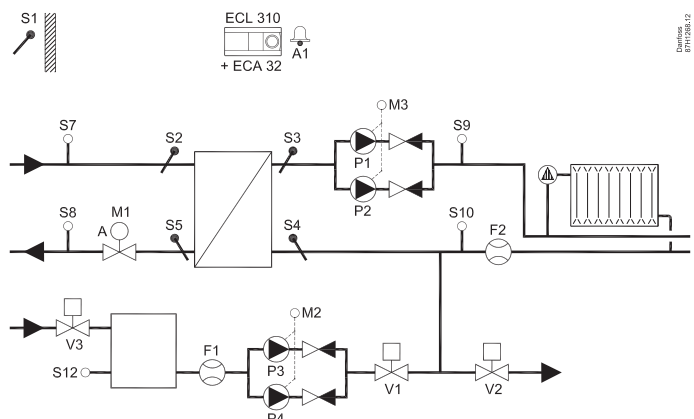 S1
ECL 310
A1
+ ECA 32
Danfoss
87H1268.12
M3
S7
S2
S3
S9
P1
P2
S8
M1
A
S5
S4
S10
F2
M2
V3
F1
S12
P3
V1
V2
P4